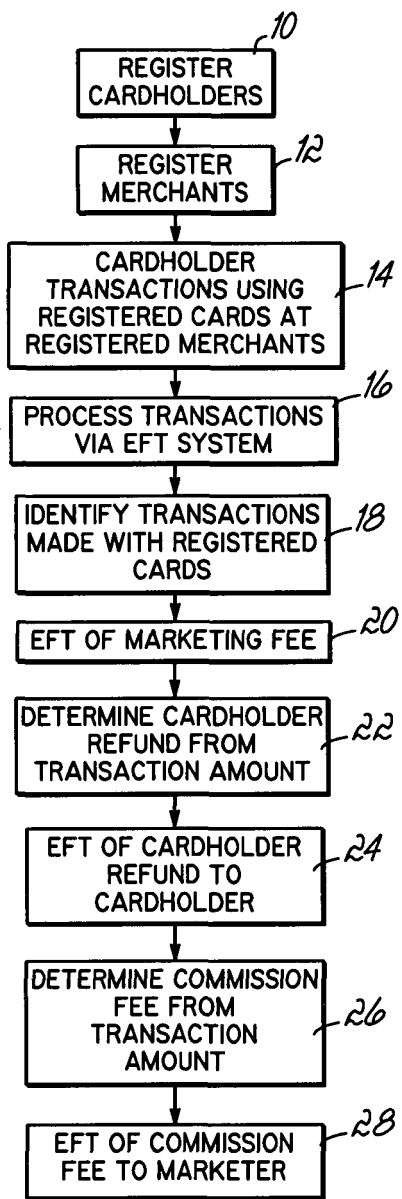 10
REGISTER
CARDHOLDERS
12
REGISTER
MERCHANTS
14
CARDHOLDER
TRANSACTIONS USING
REGISTERED CARDS AT
REGISTERED MERCHANTS
16
PROCESS TRANSACTIONS
VIA EFT SYSTEM
18
IDENTIFY TRANSACTIONS
MADE WITH REGISTERED
CARDS
20
EFT OF MARKETING FEE
22
DETERMINE CARDHOLDER
REFUND FROM
TRANSACTION AMOUNT
24
EFT OF CARDHOLDER
REFUND TO
CARDHOLDER
26
DETERMINE COMMISSION
FEE FROM
TRANSACTION
AMOUNT
28
EFT OF COMMISSION
FEE TO MARKETER